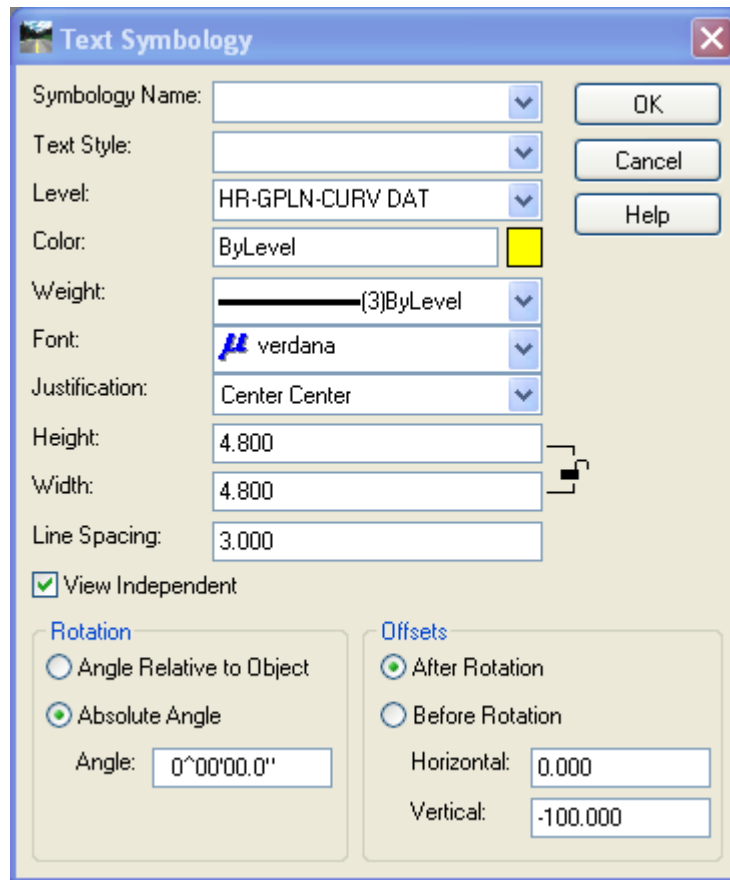 Text Symbology
Symbology Name:
OK
Text Style:
Cancel
Level: HR-GPLN-CURV DAT
Help
Color: ByLevel
Weight: (3)ByLevel
Font: µ verdana
Justification: Center Center
Height: 4.800
Width: 4.800
Line Spacing: 3.000
View Independent
Rotation
Angle Relative to Object
Absolute Angle
Angle: 0^00'00.0"
Offsets
After Rotation
Before Rotation
Horizontal: 0.000
Vertical: -100.000